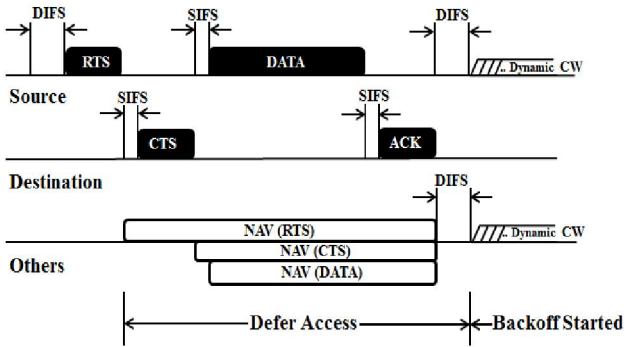 DIFS
SIFS
DIFS
RTS
DATA
.. Dynamic CW
Source
SIFS
SIFS
CTS
ACK
Destination
DIFS
NAV (RTS)
.. Dynamic CW
NAV (CTS)
Others
NAV (DATA)
Defer Access
Backoff Started